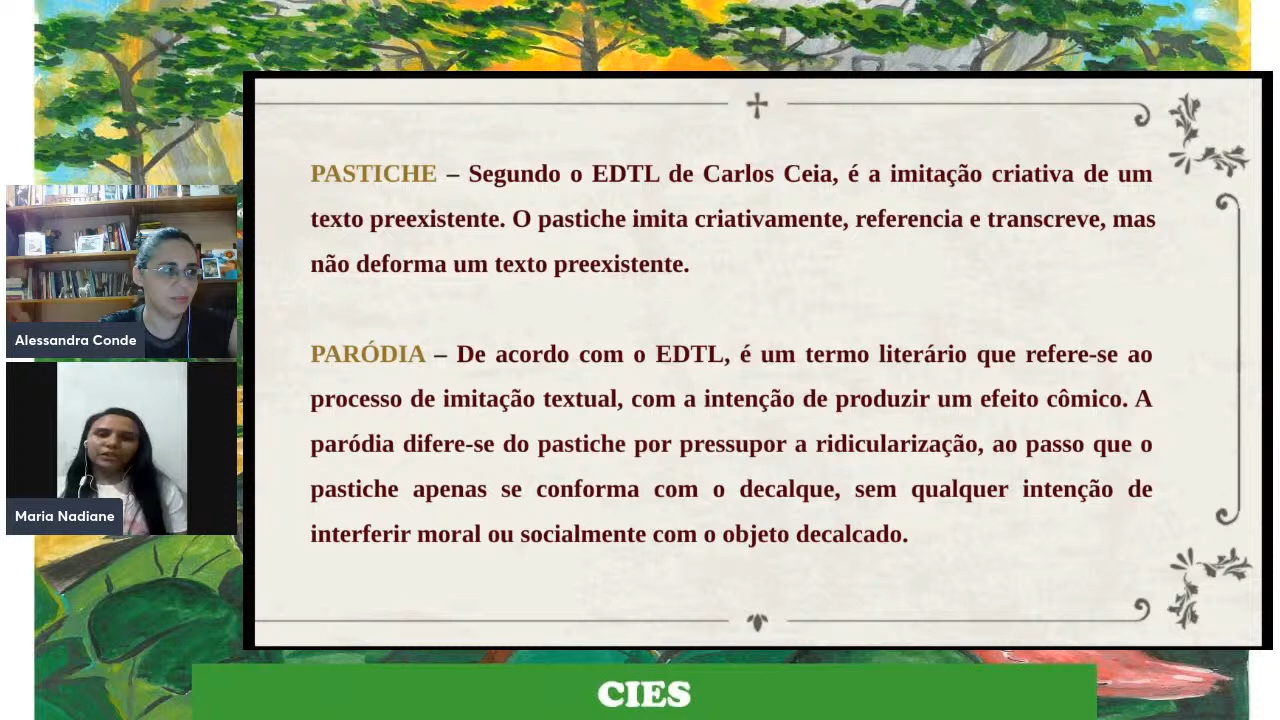 PASTICHE – Segundo o EDTL de Carlos Ceia, é a imitação criativa de um
texto preexistente. O pastiche imita criativamente, referencia e transcreve, mas
não deforma um texto preexistente.
PARÓDIA – De acordo com o EDTL, é um termo literário que refere-se ao
processo de imitação textual, com a intenção de produzir um efeito cômico. A
paródia difere-se do pastiche por pressupor a ridicularização, ao passo que o
pastiche apenas se conforma com o decalque, sem qualquer intenção de
interferir moral ou socialmente com o objeto decalcado.
Alessandra Conde
Maria Nadiane
CIES